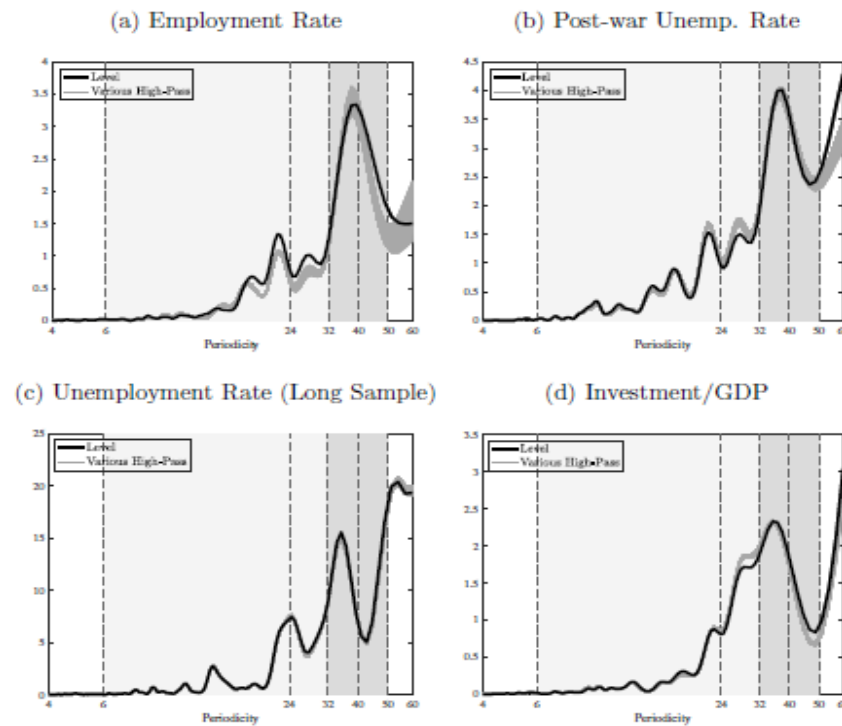 (a) Employment Rate
4
3.5
3
2.5
2
1.5
1
0.5
0
Level
Various High-Pass
4 6 24 32 40 50 60
Periodicity
(b) Post-war Unemp. Rate
4.5
4
3.5
3
2.5
2
1.5
1
0.5
0
Level
Various High-Pass
4 6 24 32 40 50 60
Periodicity
(c) Unemployment Rate (Long Sample)
25
20
15
10
5
0
Level
Various High-Pass
4 6 24 32 40 50 60
Periodicity
(d) Investment/GDP
3.5
3
2.5
2
1.5
1
0.5
0
Level
Various High-Pass
4 6 24 32 40 50 60
Periodicity